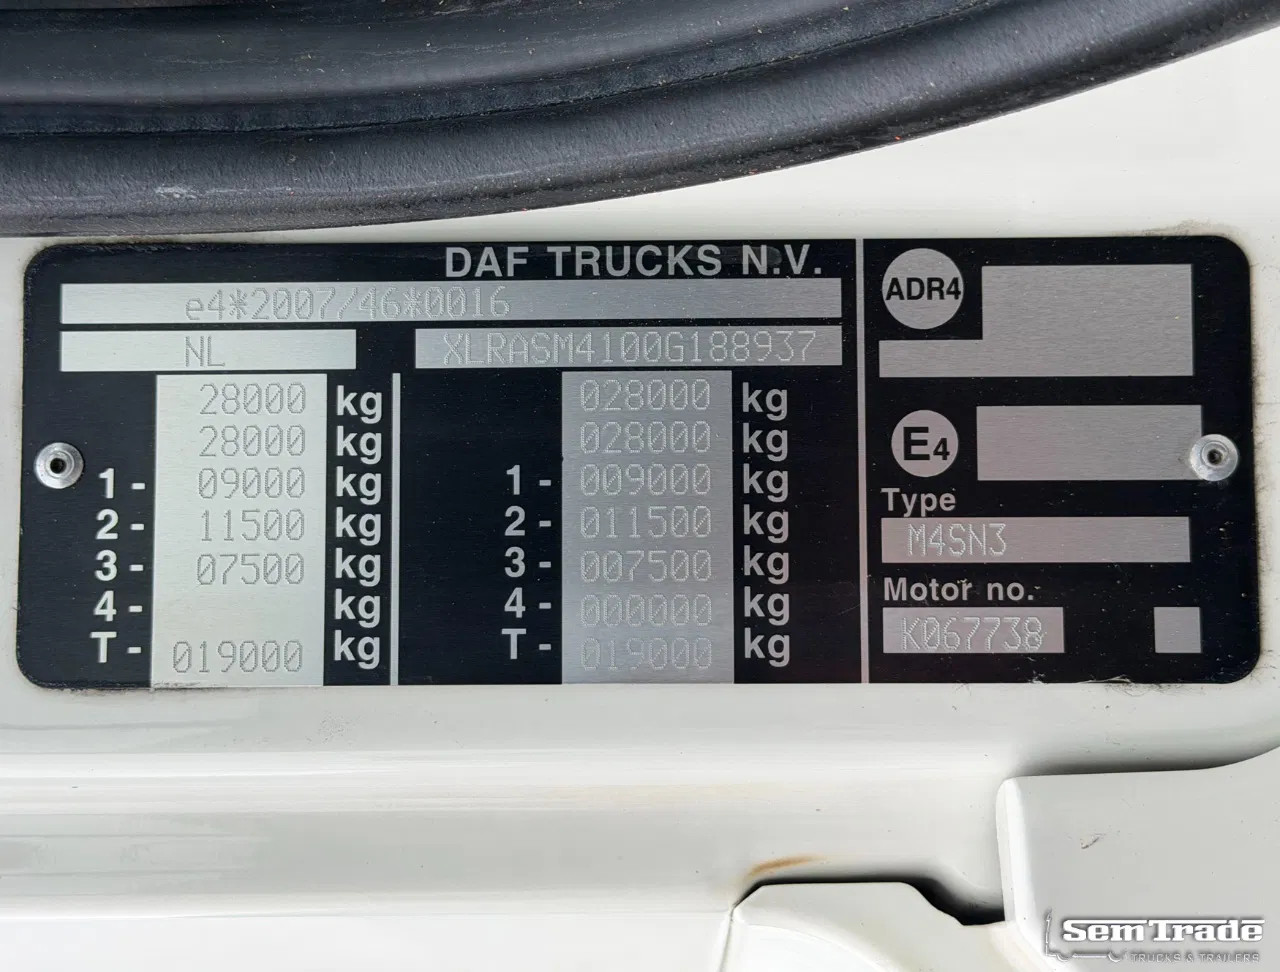 DAF TRUCKS N.V.
e4*2007/46*0016
NL XLRASM4100G188937
28000 kg 028000 kg
28000 kg 028000 kg
1- 09000 kg 1- 009000 kg
2- 11500 kg 2- 011500 kg
3- 07500 kg 3- 007500 kg
4- kg 4- 000000 kg
T- 019000 kg T- 019000 kg
ADR4
E4
Type
M4SN3
Motor no.
K067738
SemTrade
TRUCKS & TRAILERS